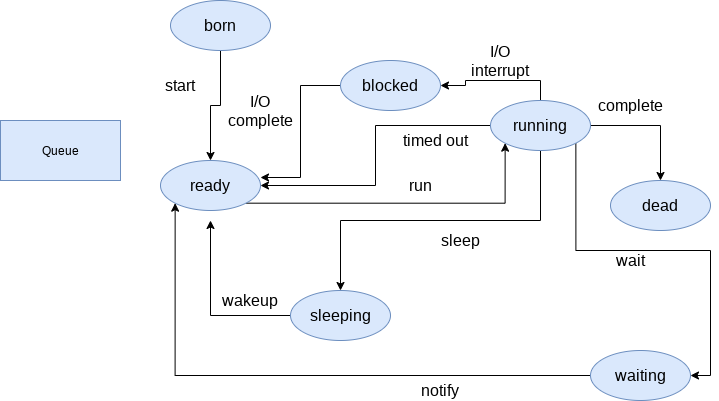 born
I/O
interrupt
start
blocked
I/O
complete
complete
running
Queue
timed out
ready
run
dead
sleep
wait
wakeup
sleeping
waiting
notify